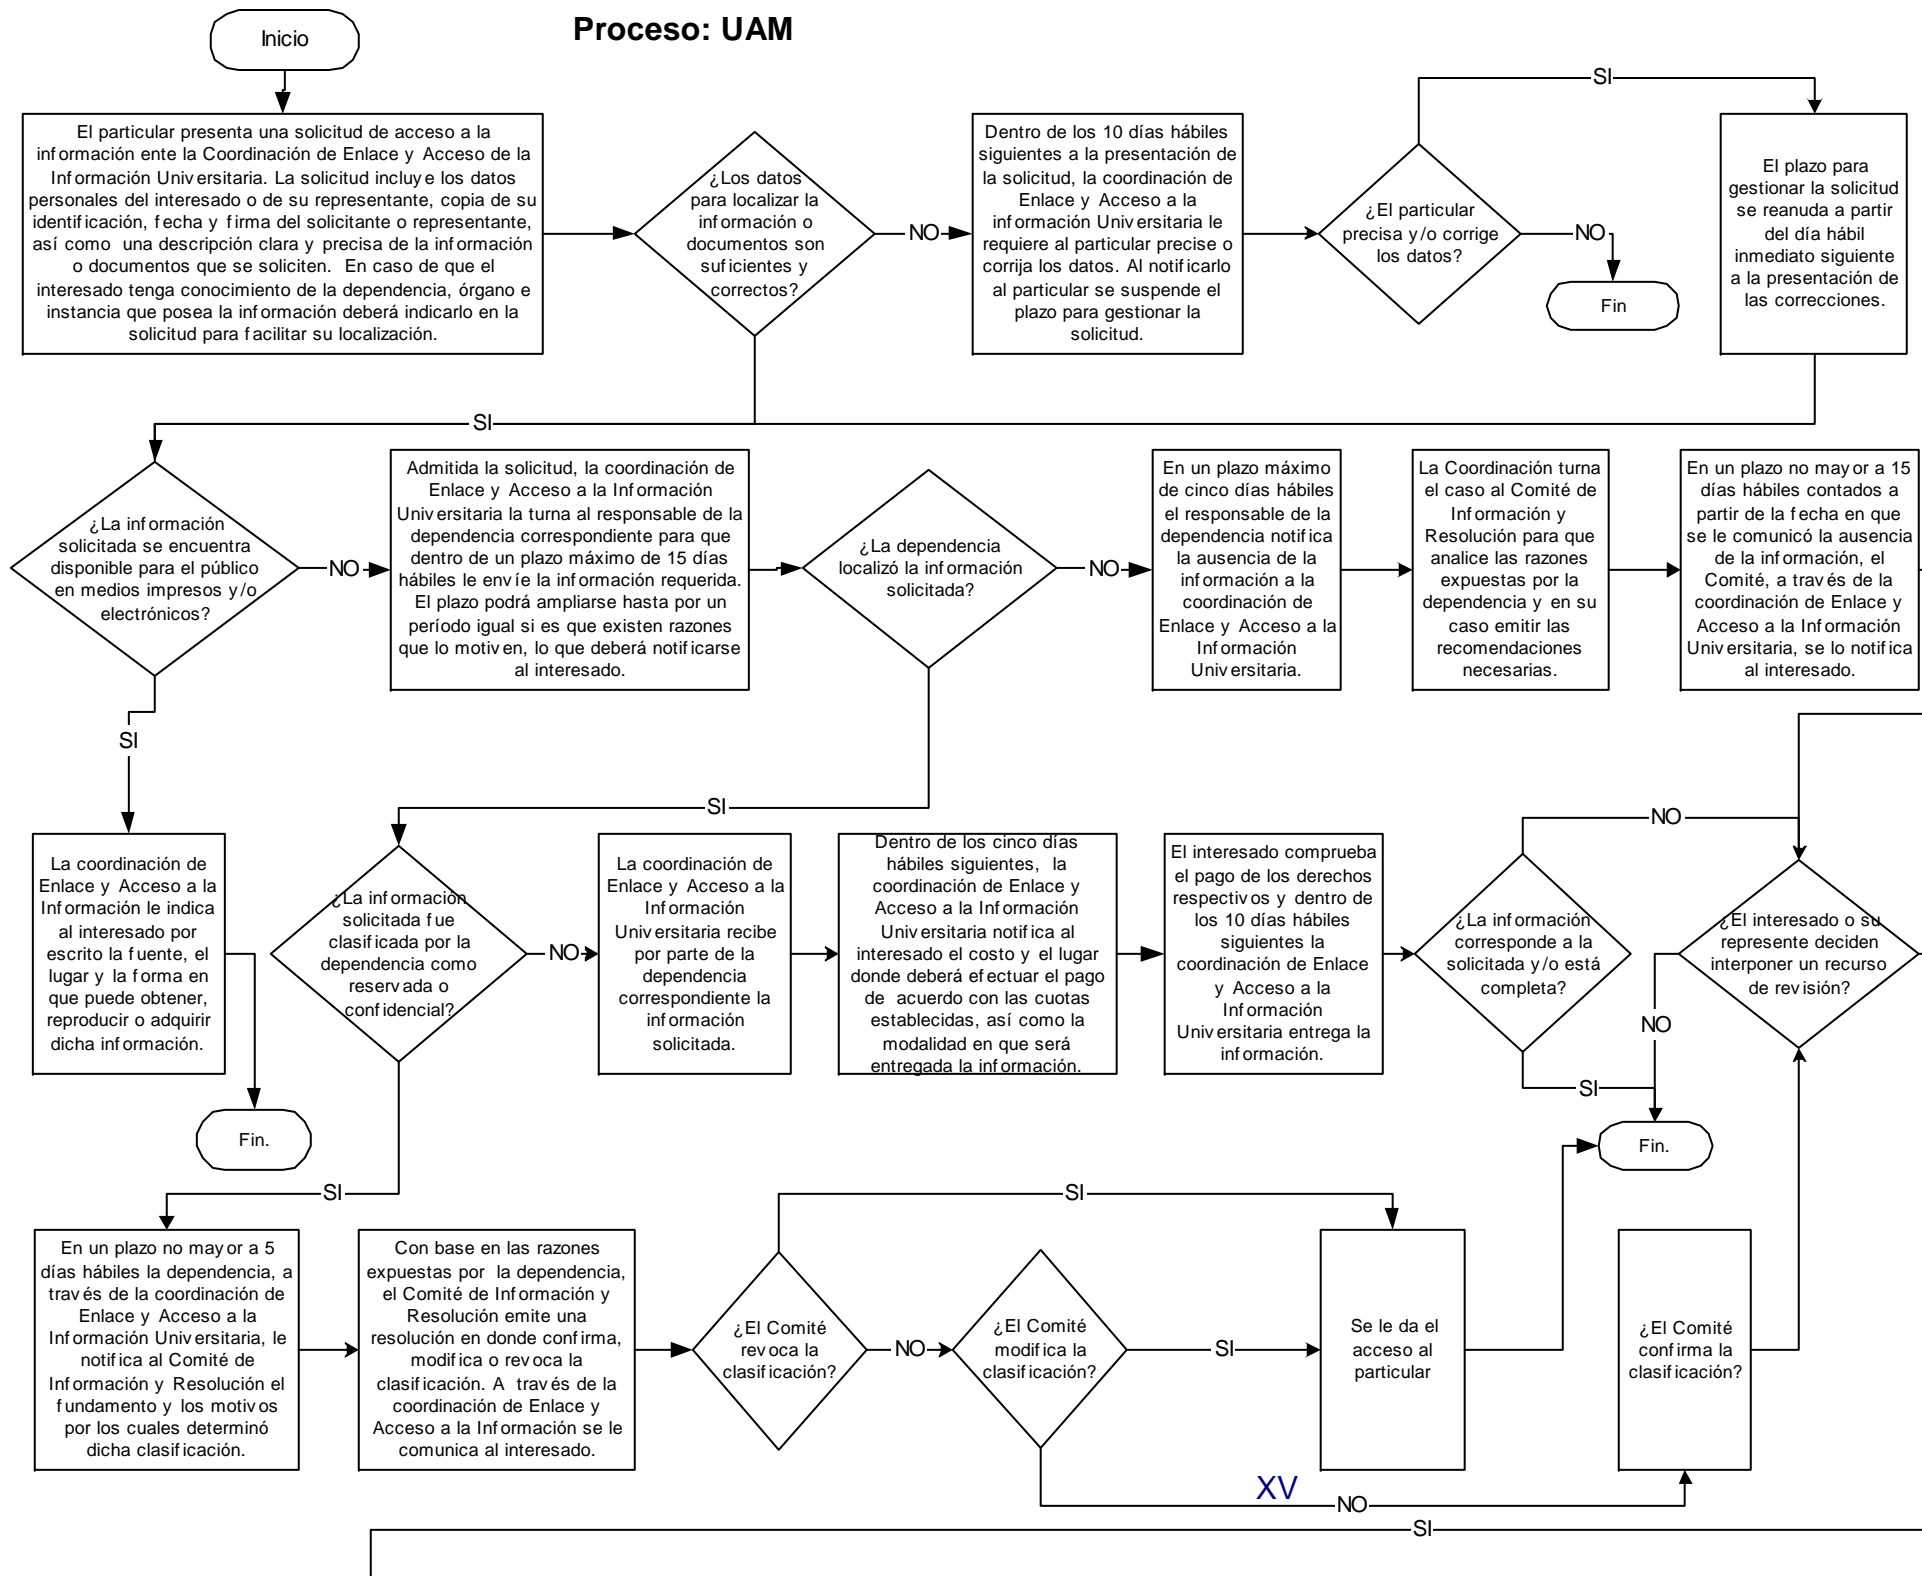 Proceso: UAM
Inicio
El particular presenta una solicitud de acceso a la
información ente la Coordinación de Enlace y Acceso de la
Información Universitaria. La solicitud incluye los datos
personales del interesado o de su representante, copia de su
identificación, fecha y firma del solicitante o representante,
así como una descripción clara y precisa de la información
o documentos que se soliciten. En caso de que el
interesado tenga conocimiento de la dependencia, órgano e
instancia que posea la información deberá indicarlo en la
solicitud para facilitar su localización.
¿Los datos
para localizar la
información o
documentos son
suficientes y
correctos?
NO
Dentro de los 10 días hábiles
siguientes a la presentación de
la solicitud, la coordinación de
Enlace y Acceso a la
información Universitaria le
requiere al particular precise o
corrija los datos. Al notificarlo
al particular se suspende el
plazo para gestionar la
solicitud.
¿El particular
precisa y/o corrige
los datos?
SI
NO
Fin
El plazo para
gestionar la solicitud
se reanuda a partir
del día hábil
inmediato siguiente
a la presentación de
las correcciones.
SI
¿La información
solicitada se encuentra
disponible para el público
en medios impresos y/o
electrónicos?
NO
Admitida la solicitud, la coordinación de
Enlace y Acceso a la Información
Universitaria la turna al responsable de la
dependencia correspondiente para que
dentro de un plazo máximo de 15 días
hábiles le envíe la información requerida.
El plazo podrá ampliarse hasta por un
período igual si es que existen razones
que lo motiven, lo que deberá notificarse
al interesado.
¿La dependencia
localizó la información
solicitada?
NO
En un plazo máximo
de cinco días hábiles
el responsable de la
dependencia notifica
la ausencia de la
información a la
coordinación de
Enlace y Acceso a la
Información
Universitaria.
La Coordinación turna
el caso al Comité de
Información y
Resolución para que
analice las razones
expuestas por la
dependencia y en su
caso emitir las
recomendaciones
necesarias.
En un plazo no mayor a 15
días hábiles contados a
partir de la fecha en que
se le comunicó la ausencia
de la información, el
Comité, a través de la
coordinación de Enlace y
Acceso a la Información
Universitaria, se lo notifica
al interesado.
SI
SI
La coordinación de
Enlace y Acceso a la
Información le indica
al interesado por
escrito la fuente, el
lugar y la forma en
que puede obtener,
reproducir o adquirir
dicha información.
Fin.
¿La información
solicitada fue
clasificada por la
dependencia como
reservada o
confidencial?
NO
La coordinación de
Enlace y Acceso a la
Información
Universitaria recibe
por parte de la
dependencia
correspondiente la
información
solicitada.
Dentro de los cinco días
hábiles siguientes, la
coordinación de Enlace y
Acceso a la Información
Universitaria notifica al
interesado el costo y el lugar
donde deberá efectuar el pago
de acuerdo con las cuotas
establecidas, así como la
modalidad en que será
entregada la información.
El interesado comprueba
el pago de los derechos
respectivos y dentro de
los 10 días hábiles
siguientes la
coordinación de Enlace
y Acceso a la
Información
Universitaria entrega la
información.
¿La información
corresponde a la
solicitada y/o está
completa?
NO
¿El interesado o su
represente deciden
interponer un recurso
de revisión?
NO
SI
Fin.
SI
En un plazo no mayor a 5
días hábiles la dependencia, a
través de la coordinación de
Enlace y Acceso a la
Información Universitaria, le
notifica al Comité de
Información y Resolución el
fundamento y los motivos
por los cuales determinó
dicha clasificación.
Con base en las razones
expuestas por la dependencia,
el Comité de Información y
Resolución emite una
resolución en donde confirma,
modifica o revoca la
clasificación. A través de la
coordinación de Enlace y
Acceso a la Información se le
comunica al interesado.
¿El Comité
revoca la
clasificación?
SI
NO
¿El Comité
modifica la
clasificación?
SI
Se le da el
acceso al
particular
¿El Comité
confirma la
clasificación?
XV
NO
SI